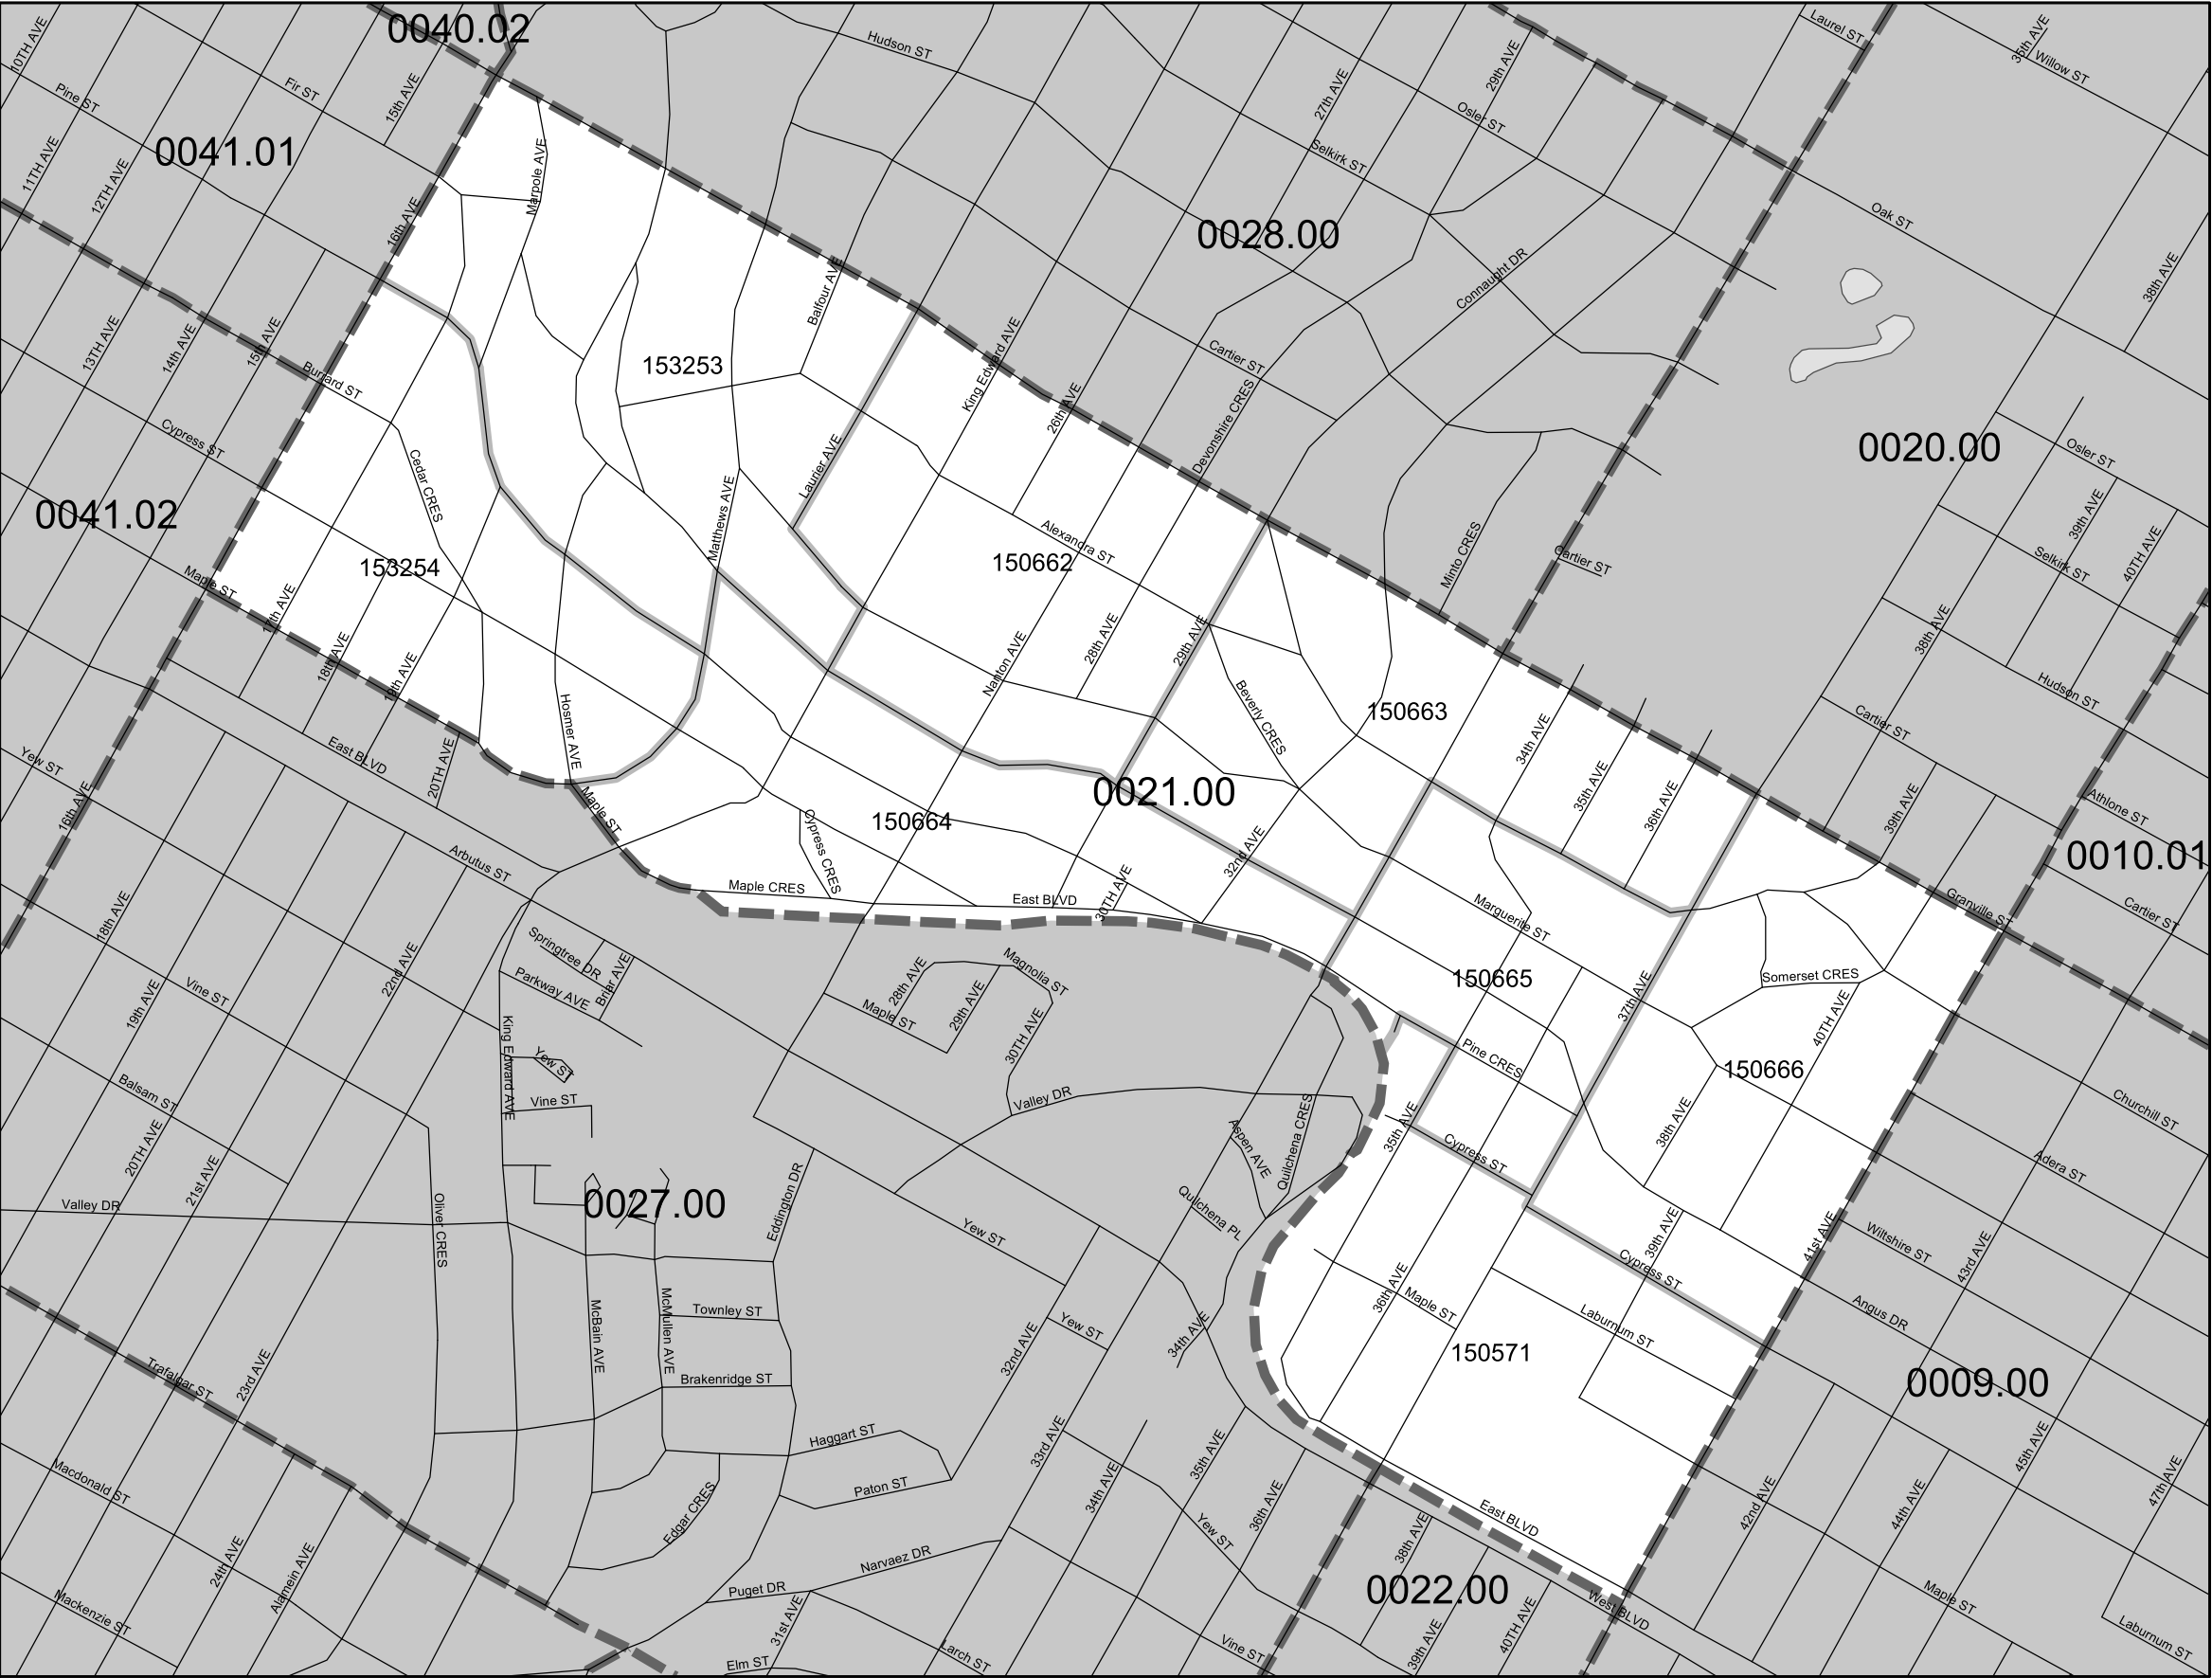 0040.02
10TH AVE
15th AVE
Fir ST
Pine ST
Hudson ST
27th AVE
29th AVE
Osler ST
Laurel ST
35th AVE
Willow ST
0041.01
11TH AVE
12TH AVE
16th AVE
Marpole AVE
Selkirk ST
Oak ST
0028.00
Connaught DR
38th AVE
13TH AVE
14th AVE
15th AVE
Balfour AVE
153253
King Edward AVE
Cartier ST
Burrard ST
26th AVE
Devonshire CRES
Cypress ST
Cedar CRES
Laurier AVE
0020.00
Osler ST
0041.02
Matthews AVE
39th AVE
40TH AVE
Alexandra ST
150662
Minto CRES
Cartier ST
Selkirk ST
153254
Maple ST
17th AVE
18th AVE
19th AVE
28th AVE
29th AVE
Nanton AVE
38th AVE
Hudson ST
Beverly CRES
150663
Cartier ST
Hosmer AVE
34th AVE
35th AVE
36th AVE
East BLVD
20TH AVE
Yew ST
16th AVE
Maple ST
0021.00
39th AVE
Athlone ST
150664
Cypress CRES
32nd AVE
0010.01
Arbutus ST
Maple CRES
East BLVD
30TH AVE
Granville ST
Cartier ST
Marguerite ST
18th AVE
Springtree DR
Parkway AVE
Briar AVE
22nd AVE
Magnolia ST
28th AVE
29th AVE
Maple ST
30TH AVE
150665
37th AVE
Somerset CRES
40TH AVE
Vine ST
19th AVE
King Edward AVE
Yew ST
Vine ST
Pine CRES
150666
Balsam ST
Valley DR
Churchill ST
20TH AVE
21st AVE
35th AVE
38th AVE
Aspen AVE
Quilchena CRES
Cypress ST
Adera ST
Valley DR
Oliver CRES
0027.00
Eddington DR
Yew ST
Quilchena PL
39th AVE
41st AVE
Wiltshire ST
43rd AVE
Cypress ST
McBain AVE
McMullen AVE
Townley ST
Yew ST
34th AVE
36th AVE
Maple ST
Laburnum ST
Angus DR
32nd AVE
150571
Trafalgar ST
23rd AVE
Brakenridge ST
0009.00
Haggart ST
33rd AVE
35th AVE
45th AVE
Macdonald ST
Paton ST
34th AVE
36th AVE
Edgar CRES
Yew ST
East BLVD
42nd AVE
44th AVE
47th AVE
24th AVE
Alamein AVE
Narvaez DR
Puget DR
38th AVE
0022.00
West BLVD
Maple ST
Mackenzie ST
31st AVE
Larch ST
Elm ST
Vine ST
39th AVE
40TH AVE
Laburnum ST